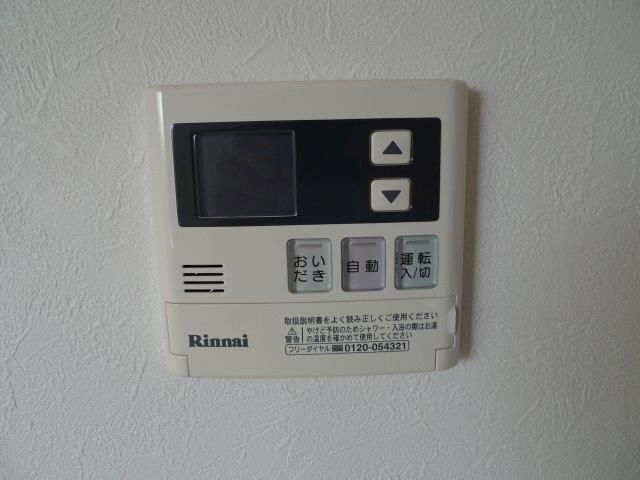 おい
だき
自動
運転
入/切
取扱説明書をよく読み正しくご使用ください
Rinnai
⚠ やけど予防のためシャワー・入浴の際はお湯
警告 の温度を確かめて使用してください
フリーダイヤル 0120-054321